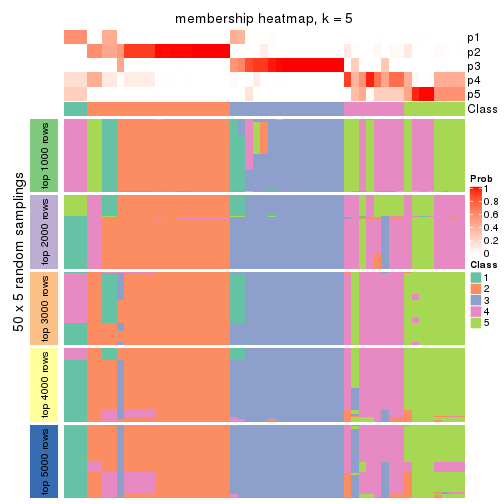 membership heatmap, k = 5
p1
p2
p3
p4
p5
Class
50 x 5 random samplings
top 1000 rows
top 2000 rows
top 3000 rows
top 4000 rows
top 5000 rows
Prob
1
0.8
0.6
0.4
0.2
0
Class
1
2
3
4
5